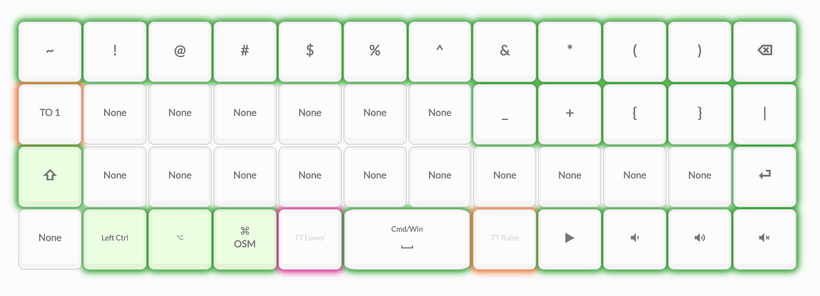 ~ ! @ # $ % ^ & * ( )
TO 1 None None None None None None _ + { } |
None None None None None None None None None None
None Left Ctrl ⌥ ⌘ TT Lower Cmd/Win TT Raise
OSM